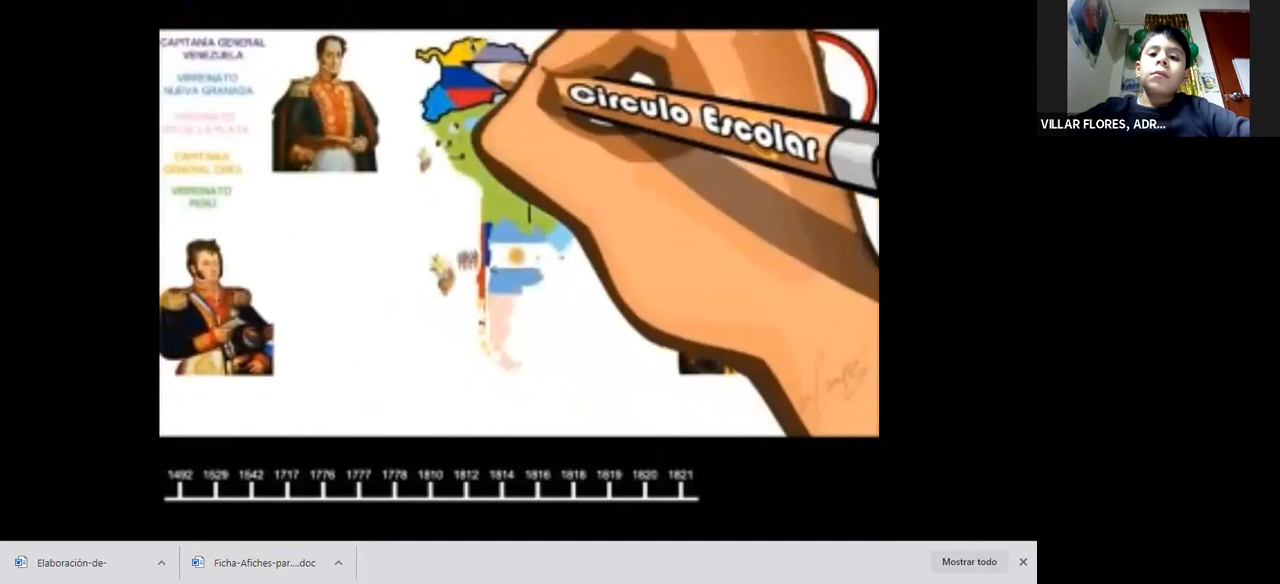 CAPITANÍA GENERAL
VENEZUELA
VIRREINATO
NUEVA GRANADA
VIRREINATO
CAPITANÍA
GENERAL CHILE
VIRREINATO
PERÚ
Circulo Escolar
1492 1529 1542 1717 1776 1777 1778 1810 1812 1814 1816 1818 1819 1820 1821
VILLAR FLORES, ADR...
Elaboración-de-
Ficha-Afiches-par....doc
Mostrar todo